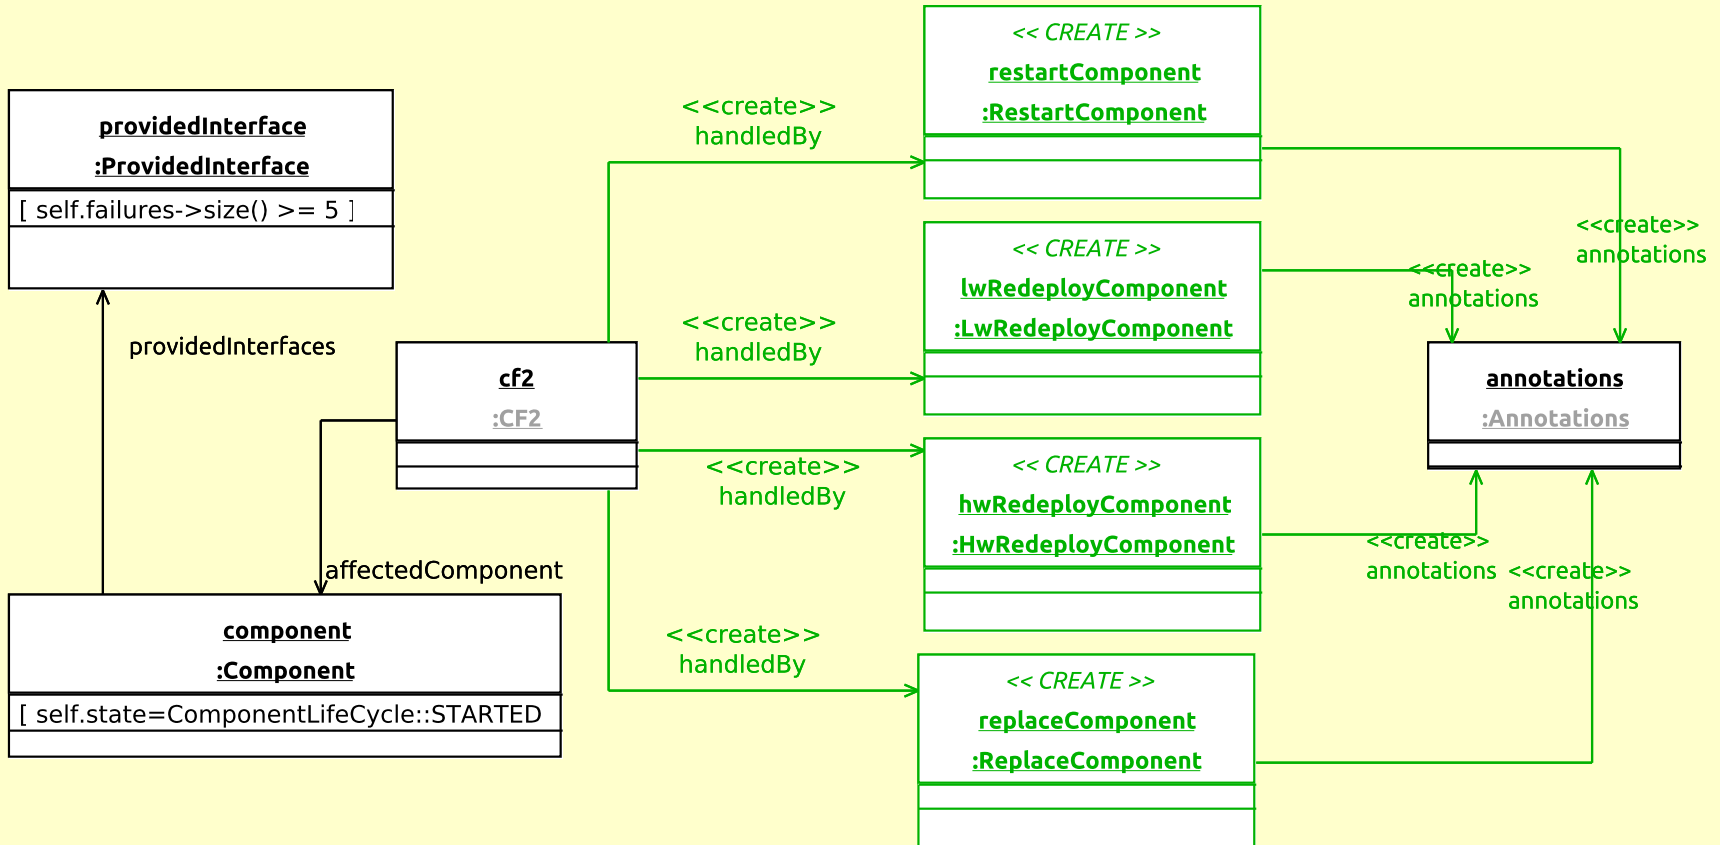 providedInterface
:ProvidedInterface
[ self.failures->size() >= 5 ]
providedInterfaces
cf2
:CF2
affectedComponent
component
:Component
[ self.state=ComponentLifeCycle::STARTED
<<create>>
handledBy
<<create>>
handledBy
<<create>>
handledBy
<<create>>
handledBy
<< CREATE >>
restartComponent
:RestartComponent
<< CREATE >>
lwRedeployComponent
:LwRedeployComponent
<< CREATE >>
hwRedeployComponent
:HwRedeployComponent
<< CREATE >>
replaceComponent
:ReplaceComponent
<<create>>
annotations
<<create>>
annotations
annotations
:Annotations
<<create>>
annotations
<<create>>
annotations